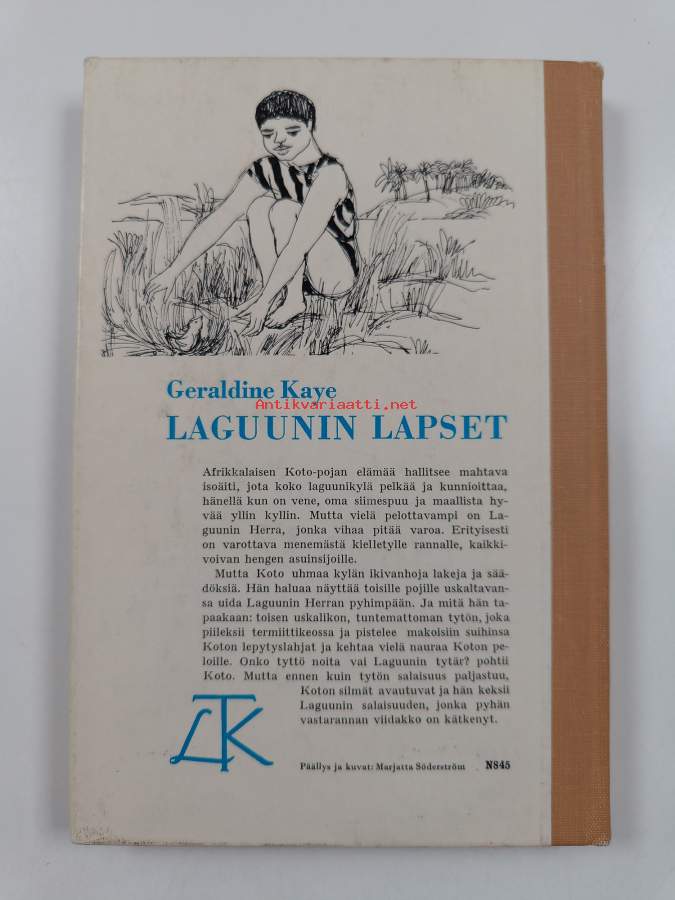 Geraldine Kaye
Antikvariaatti.net
LAGUUNIN LAPSET
Afrikkalaisen Koto-pojan elämää hallitsee mahtava
isoäiti, jota koko laguunikylä pelkää ja kunnioittaa,
hänellä kun on vene, oma siimespuu ja maallista hy-
vää yllin kyllin. Mutta vielä pelottavampi on La-
guunin Herra, jonka vihaa pitää varoa. Erityisesti
on varottava menemästä kielletylle rannalle, kaikki-
voivan hengen asuinsijoille.
Mutta Koto uhmaa kylän ikivanhoja lakeja ja sää-
döksiä. Hän haluaa näyttää toisille pojille uskaltavan-
sa uida Laguunin Herran pyhimpään. Ja mitä hän ta-
paakaan: toisen uskalikon, tuntemattoman tytön, joka
piileksii termiittikeossa ja pistelee makoisiin suihinsa
Koton lepytyslahjat ja kehtaa vielä nauraa Koton pe-
loille. Onko tyttö noita vai Laguunin tytär? pohtii
Koto. Mutta ennen kuin tytön salaisuus paljastuu,
Koton silmät avautuvat ja hän keksii
Laguunin salaisuuden, jonka pyhän
vastarannan viidakko on kätkenyt.
LTK
Päällys ja kuvat: Marjatta Söderström N845